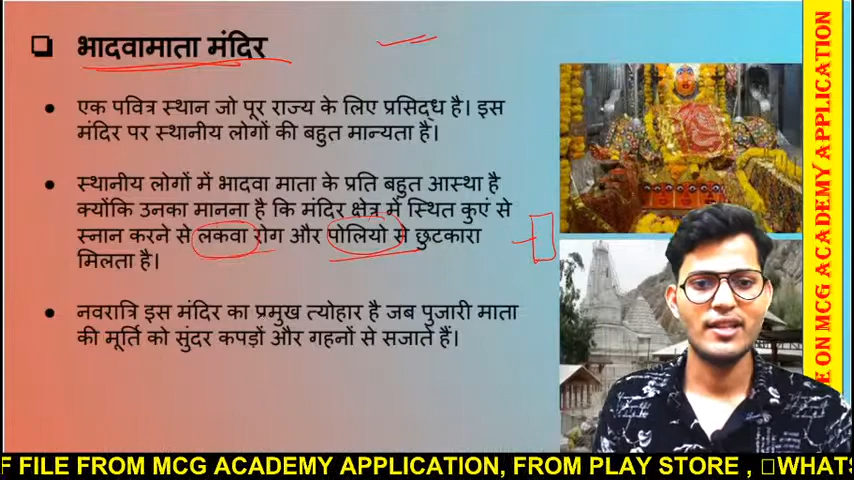 भादवामाता मंदिर
एक पवित्र स्थान जो पूर राज्य के लिए प्रसिद्ध है। इस
मंदिर पर स्थानीय लोगों की बहुत मान्यता है।
स्थानीय लोगों में भादवा माता के प्रति बहुत आस्था है
क्योंकि उनका मानना है कि मंदिर क्षेत्र में स्थित कुएं से
स्नान करने से लकवा रोग और पोलियो से छुटकारा
मिलता है।
नवरात्रि इस मंदिर का प्रमुख त्योहार है जब पुजारी माता
की मूर्ति को सुंदर कपड़ों और गहनों से सजाते हैं।
E ON MCG ACADEMY APPLICATION
F FILE FROM MCG ACADEMY APPLICATION, FROM PLAY STORE , WHATS